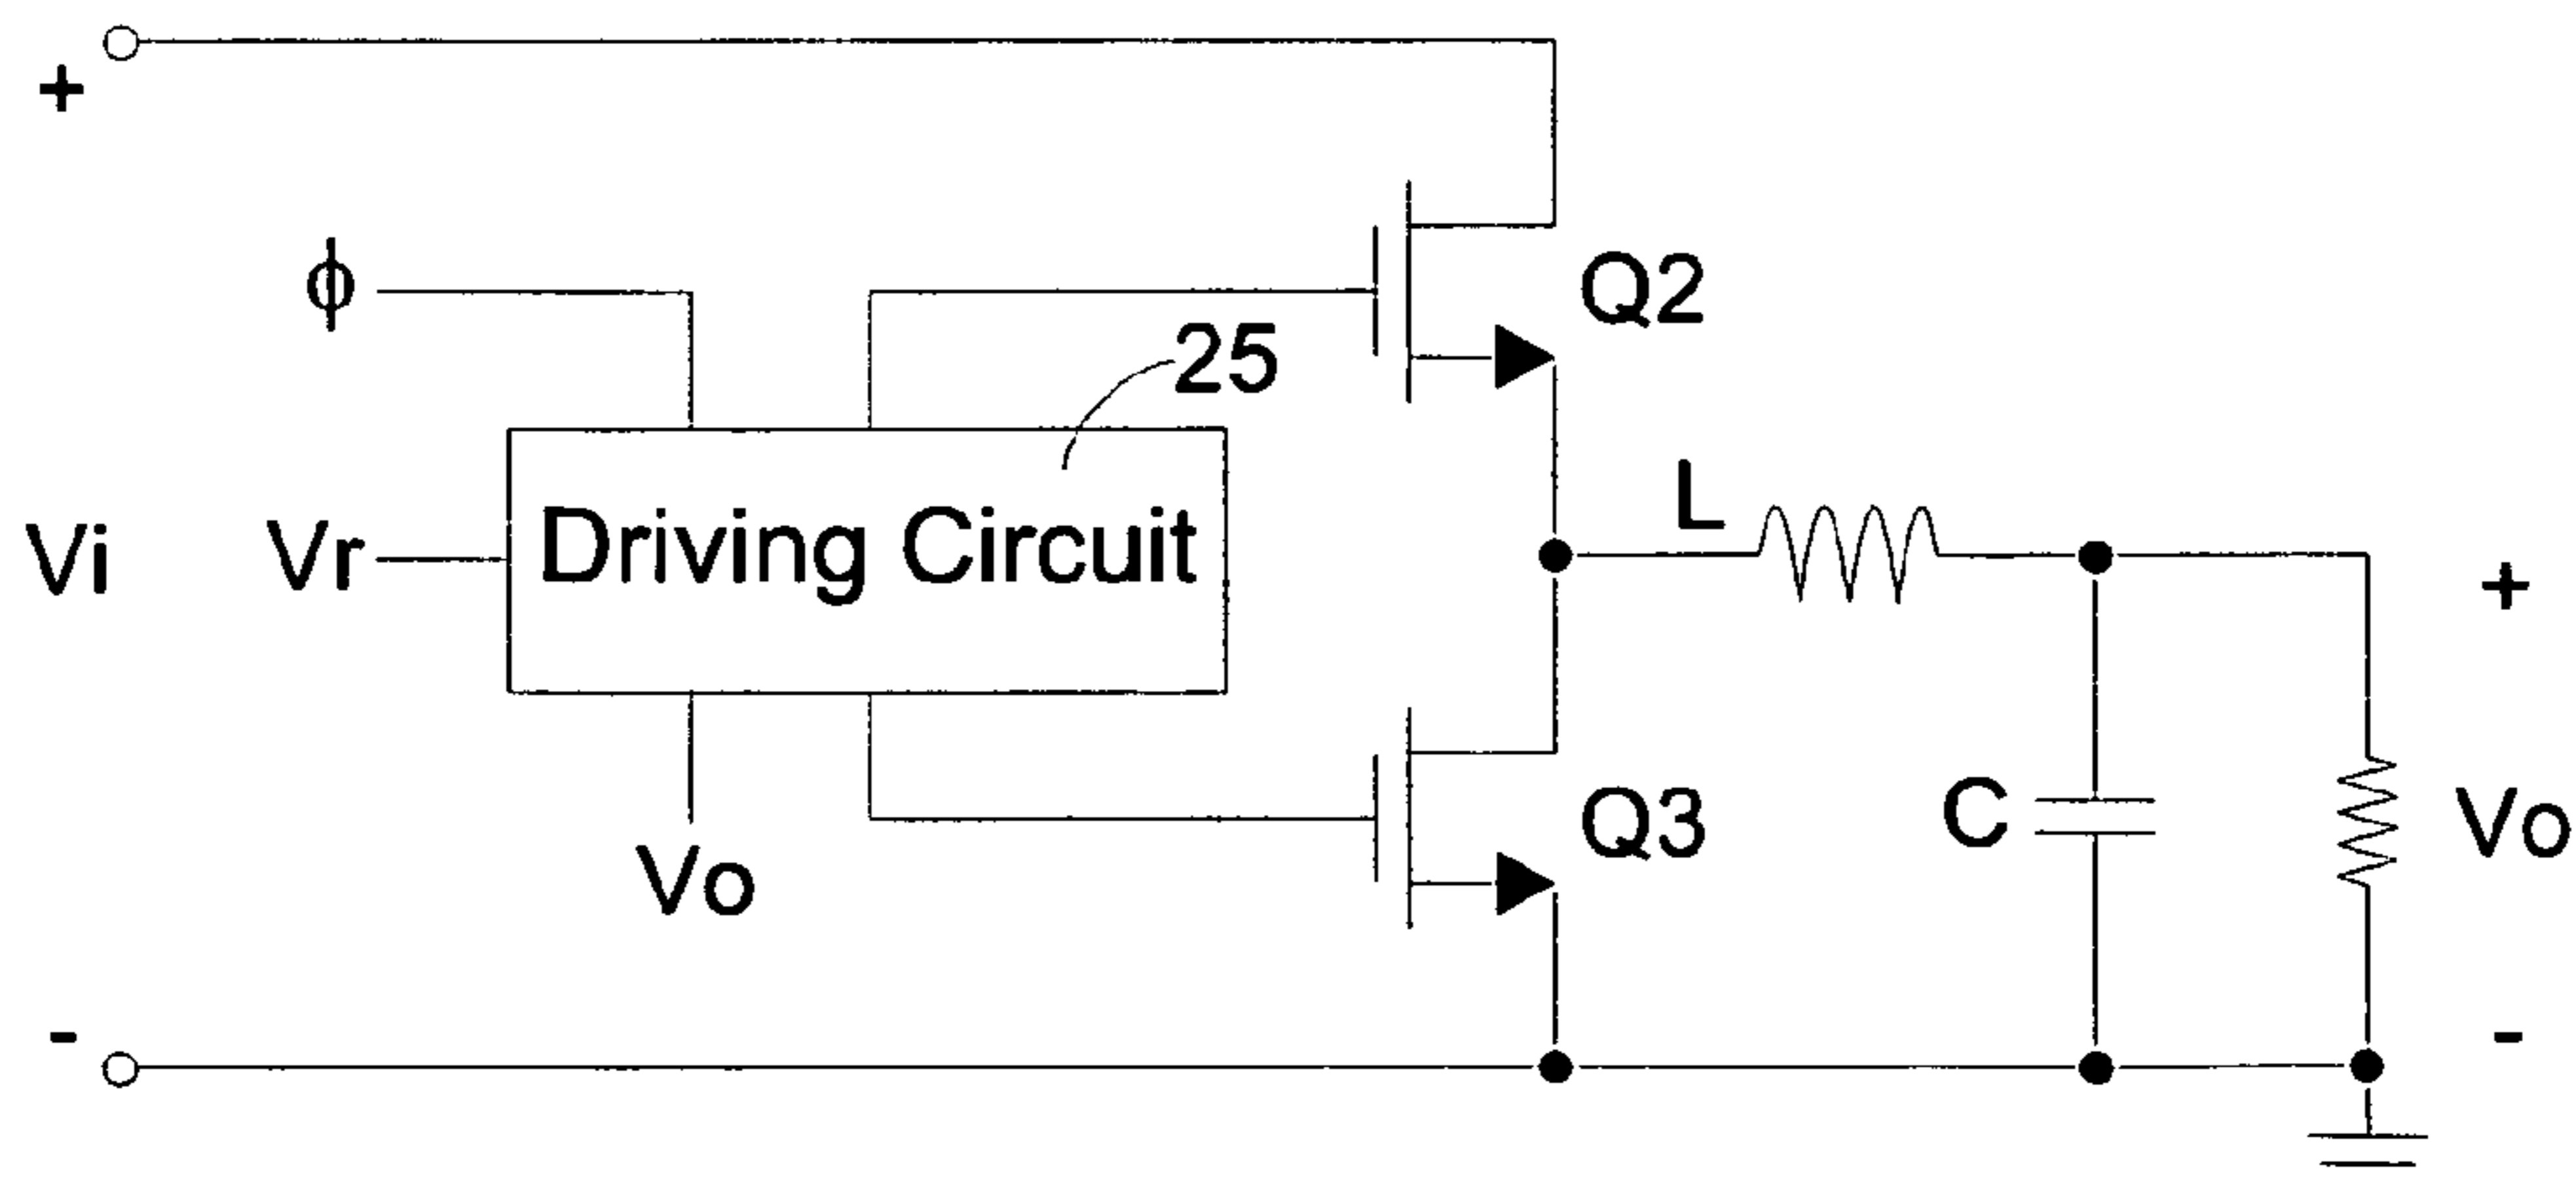 +
ϕ
Q2
25
L
Vi
Vr
Driving Circuit
+
C
Q3
Vo
Vo
-
-